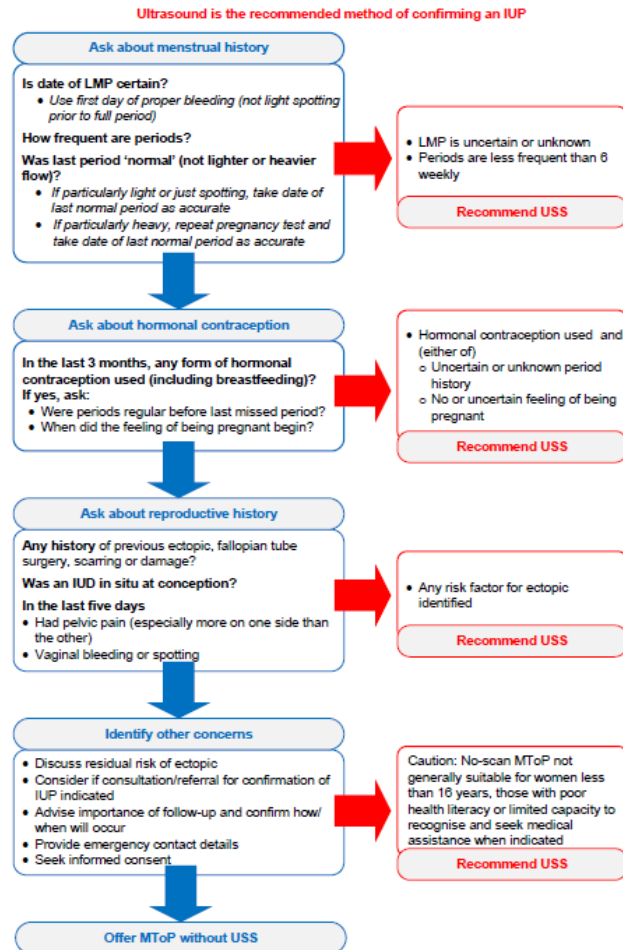 Ultrasound is the recommended method of confirming an IUP
Ask about menstrual history
Is date of LMP certain?
• Use first day of proper bleeding (not light spotting
prior to full period)
How frequent are periods?
Was last period ‘normal’ (not lighter or heavier
flow)?
• If particularly light or just spotting, take date of
last normal period as accurate
• If particularly heavy, repeat pregnancy test and
take date of last normal period as accurate
• LMP is uncertain or unknown
• Periods are less frequent than 6
weekly
Recommend USS
Ask about hormonal contraception
In the last 3 months, any form of hormonal
contraception used (including breastfeeding)?
If yes, ask:
• Were periods regular before last missed period?
• When did the feeling of being pregnant begin?
• Hormonal contraception used and
(either of)
o Uncertain or unknown period
history
o No or uncertain feeling of being
pregnant
Recommend USS
Ask about reproductive history
Any history of previous ectopic, fallopian tube
surgery, scarring or damage?
Was an IUD in situ at conception?
In the last five days
• Had pelvic pain (especially more on one side than
the other)
• Vaginal bleeding or spotting
• Any risk factor for ectopic
identified
Recommend USS
Identify other concerns
• Discuss residual risk of ectopic
• Consider if consultation/referral for confirmation of
IUP indicated
• Advise importance of follow-up and confirm how/
when will occur
• Provide emergency contact details
• Seek informed consent
Caution: No-scan MToP not
generally suitable for women less
than 16 years, those with poor
health literacy or limited capacity to
recognise and seek medical
assistance when indicated
Recommend USS
Offer MToP without USS